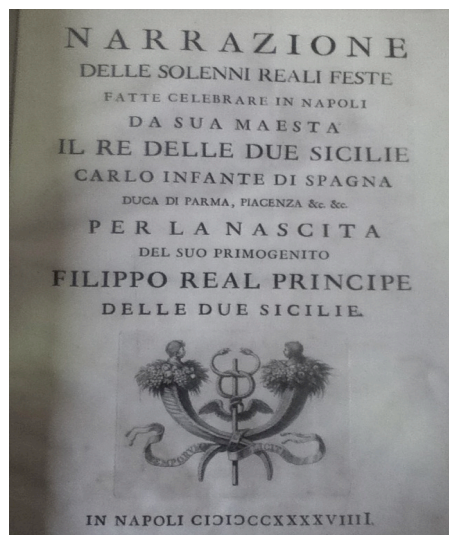 NARRAZIONE
DELLE SOLENNI REALI FESTE
FATTE CELEBRARE IN NAPOLI
DA SUA MAESTA'
IL RE DELLE DUE SICILIE
CARLO INFANTE DI SPAGNA
DUCA DI PARMA, PIACENZA &c. &c.
PER LA NASCITA
DEL SUO PRIMOGENITO
FILIPPO REAL PRINCIPE
DELLE DUE SICILIE.
IN NAPOLI CIƆIƆCCXXXXVIIII.